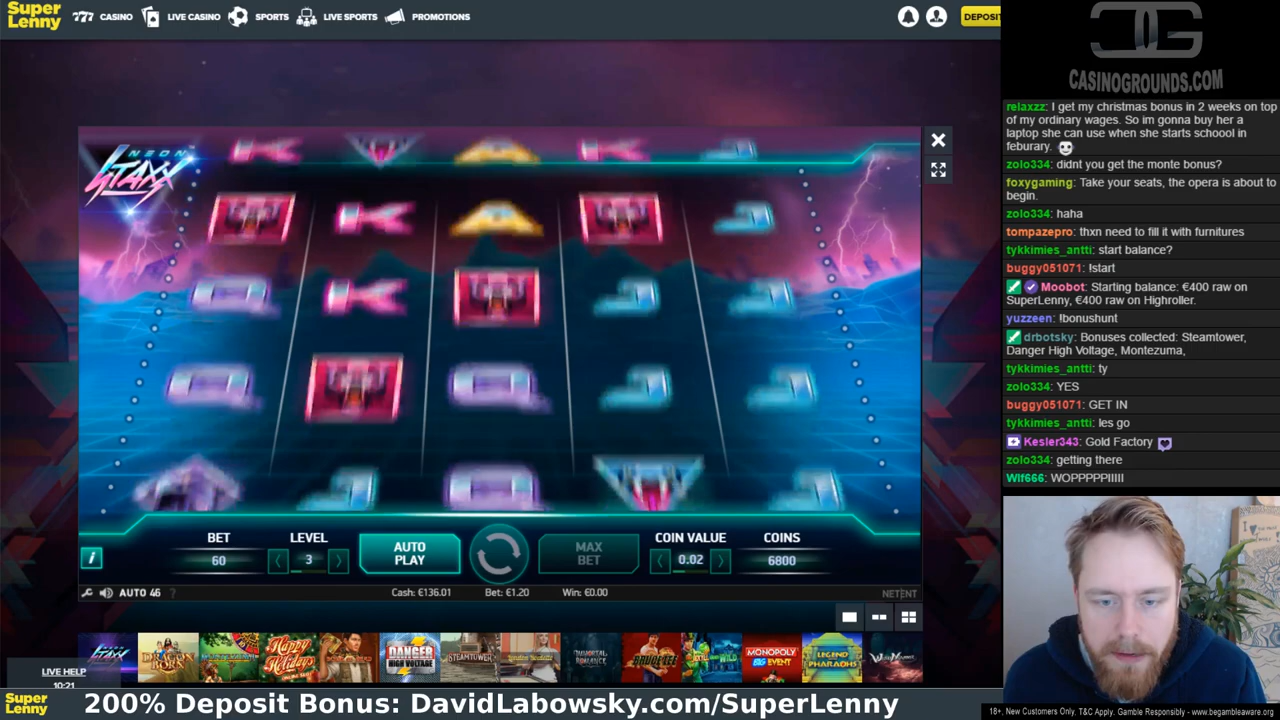 Super Lenny
777 CASINO
LIVE CASINO
SPORTS
LIVE SPORTS
PROMOTIONS
DEPOSIT
CG
CASINOGROUNDS.COM
relaxzz: I get my christmas bonus in 2 weeks on top
of my ordinary wages. So im gonna buy her a
laptop she can use when she starts schoool in
feburary.
zolo334: didnt you get the monte bonus?
foxygaming: Take your seats, the opera is about to
begin.
zolo334: haha
tompazepro: thxn need to fill it with furnitures
tykkimies_antti: start balance?
buggy051071: !start
Moobot: Starting balance: €400 raw on
SuperLenny, €400 raw on Highroller.
yuzzeen: !bonushunt
drbotsky: Bonuses collected: Steamtower,
Danger High Voltage, Montezuma,
tykkimies_antti: ty
zolo334: YES
buggy051071: GET IN
tykkimies_antti: les go
Kesler343: Gold Factory
zolo334: getting there
Wlf666: WOPPPPPIIIII
NEON
STAXX
BET
60
LEVEL
3
AUTO
PLAY
MAX
BET
COIN VALUE
0.02
COINS
6800
AUTO 46 ?
Cash: €136.01
Bet: €1.20
Win: €0.00
NETENT
DRAGON BORN
Happy Holidays
DANGER HIGH VOLTAGE
STEAMTOWER
IMMORTAL ROMANCE
BRUCE LEE
MONOPOLY
BIG EVENT
LEGEND PHARAOHS
LIVE HELP
10:21
Super Lenny
200% Deposit Bonus: DavidLabowsky.com/SuperLenny
18+, New Customers Only, T&C Apply. Gamble Responsibly - www.begambleaware.org